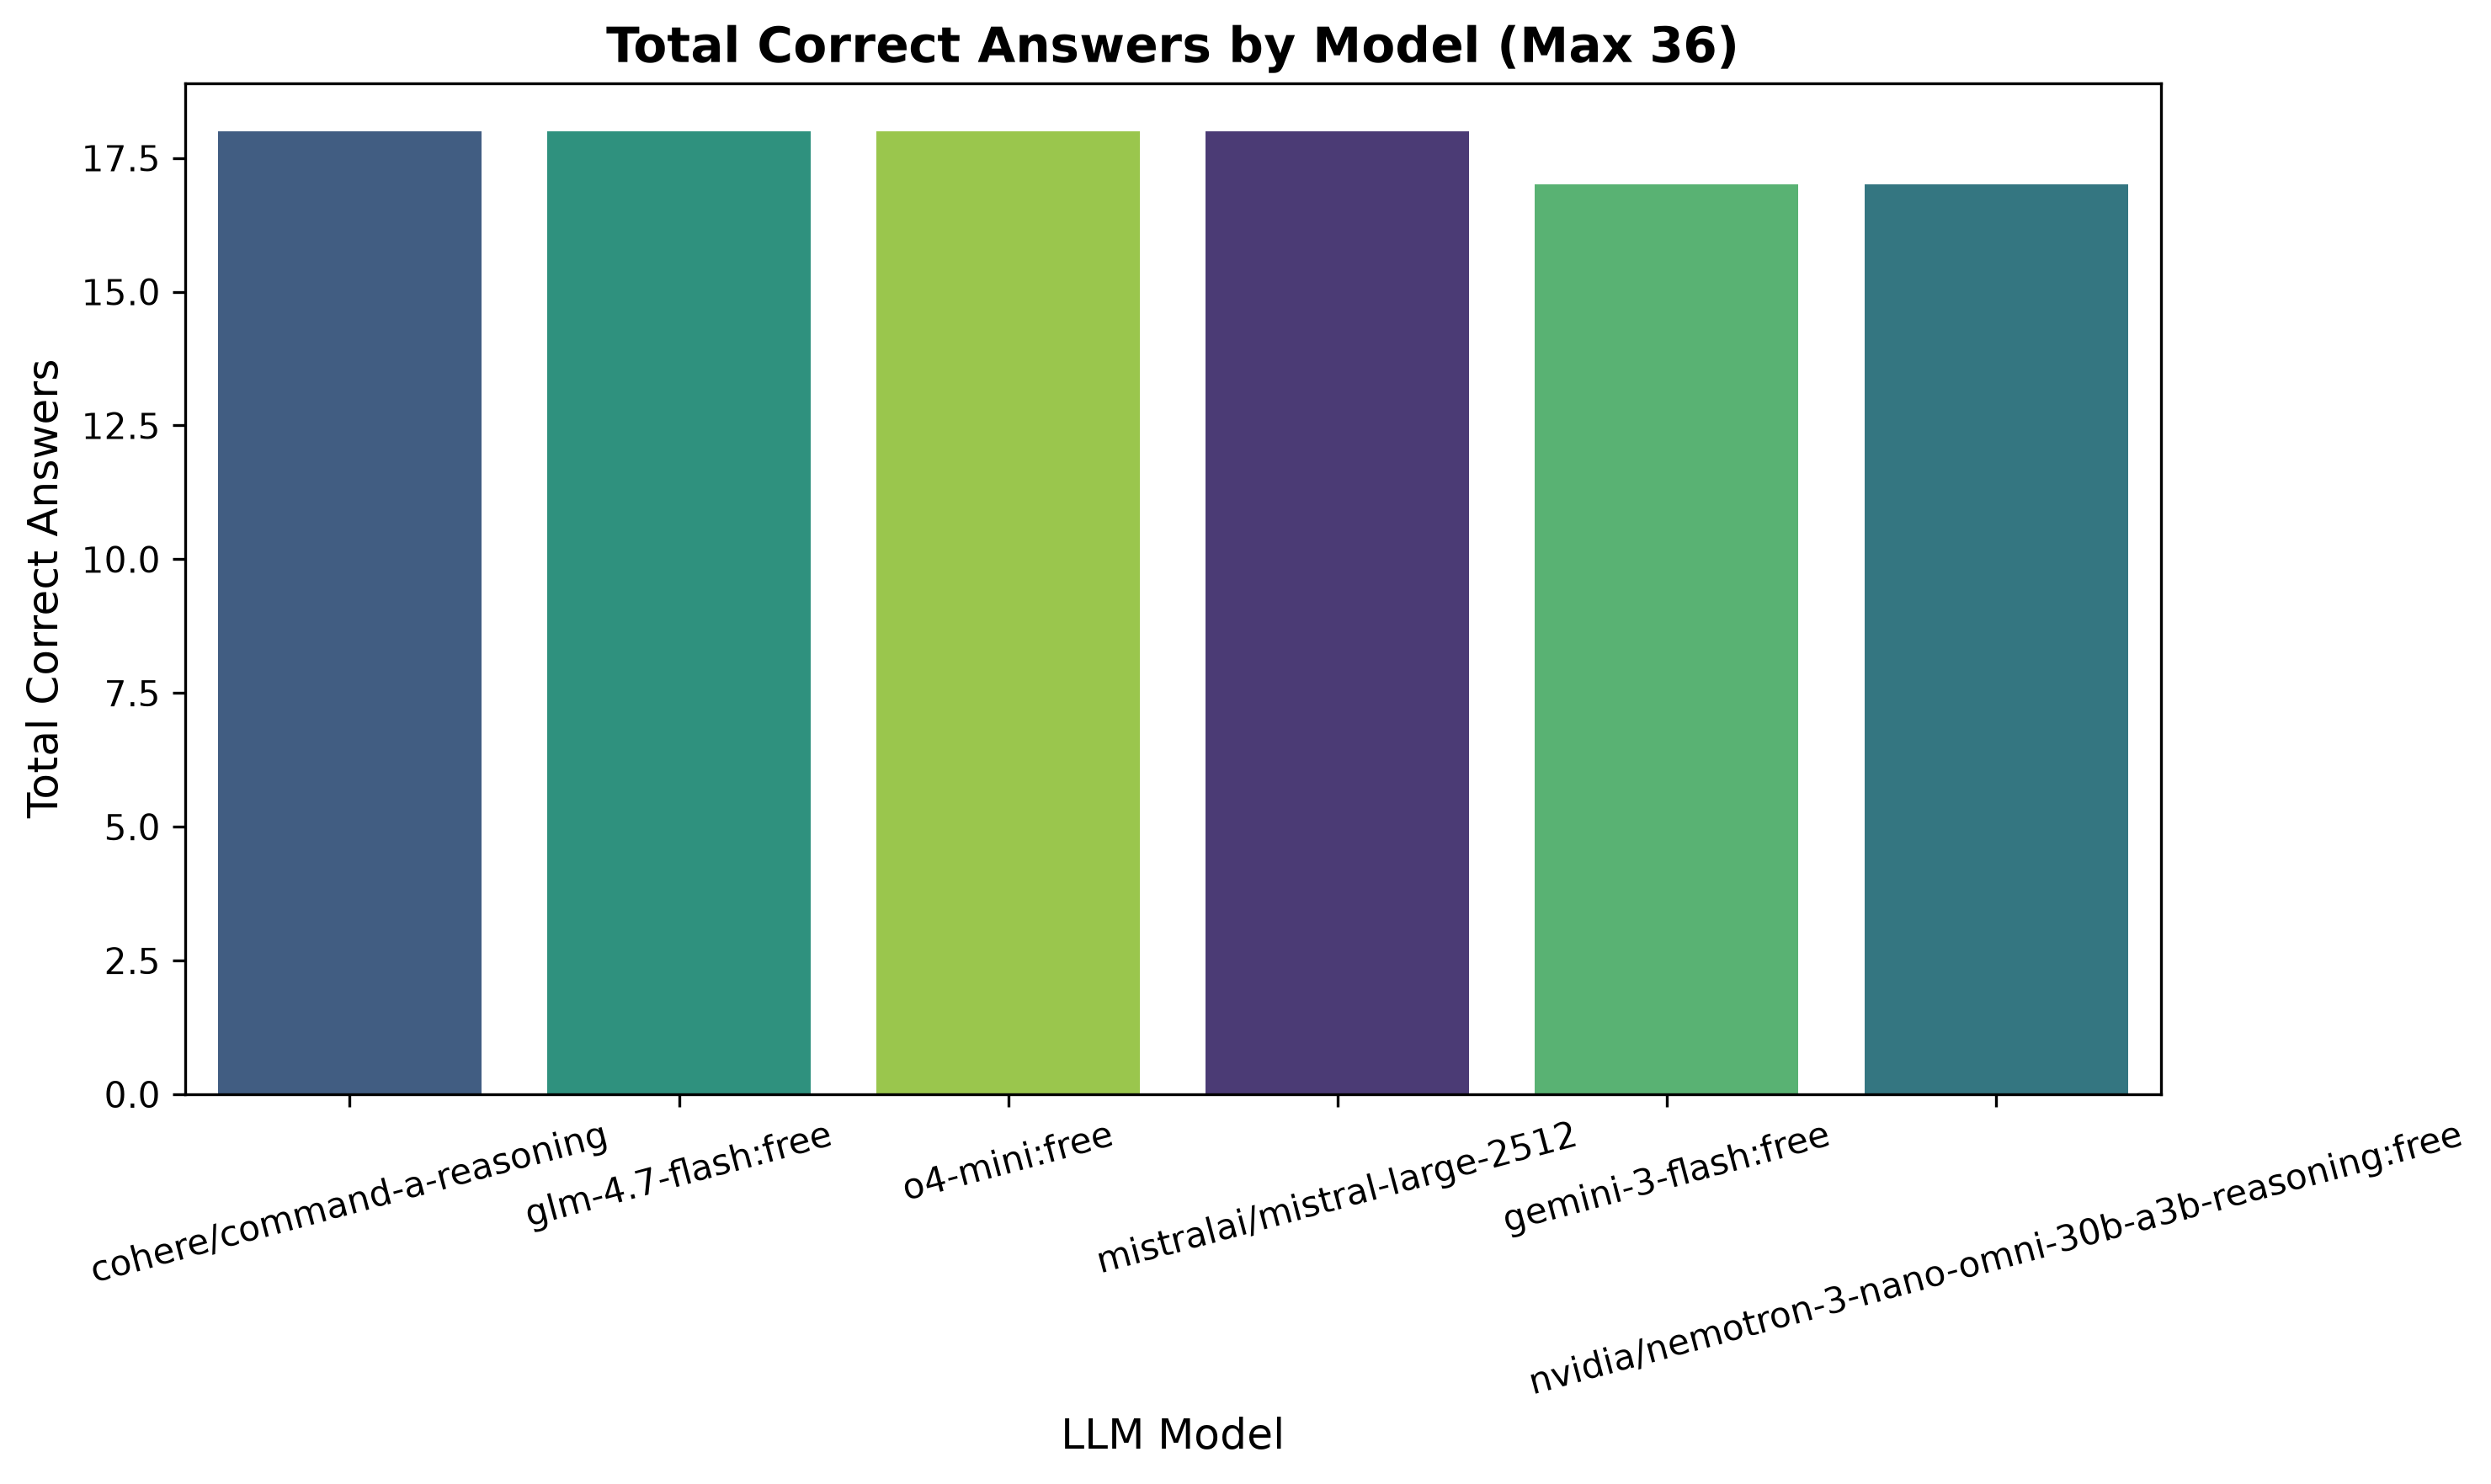 Total Correct Answers by Model (Max 36)
Total Correct Answers
17.5
15.0
12.5
10.0
7.5
5.0
2.5
0.0
cohere/command-a-reasoning
glm-4.7-flash:free
o4-mini:free
mistralai/mistral-large-2512
gemini-3-flash:free
nvidia/nemotron-3-nano-omni-30b-a3b-reasoning:free
LLM Model